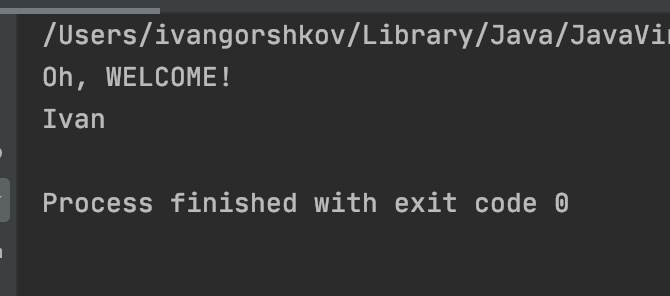 /Users/ivangorshkov/Library/Java/JavaVi
Oh, WELCOME!
Ivan
Process finished with exit code 0